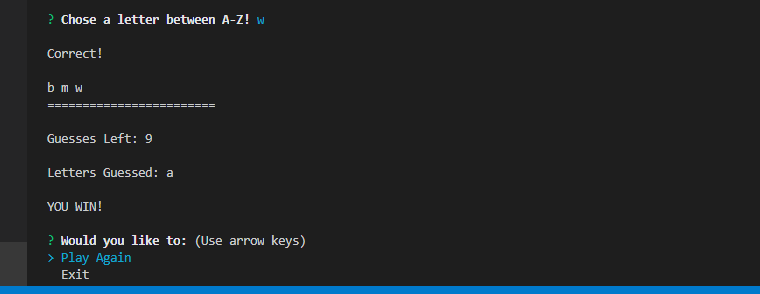 ? Chose a letter between A-Z! w
Correct!
b m w
========================
Guesses Left: 9
Letters Guessed: a
YOU WIN!
? Would you like to: (Use arrow keys)
> Play Again
Exit